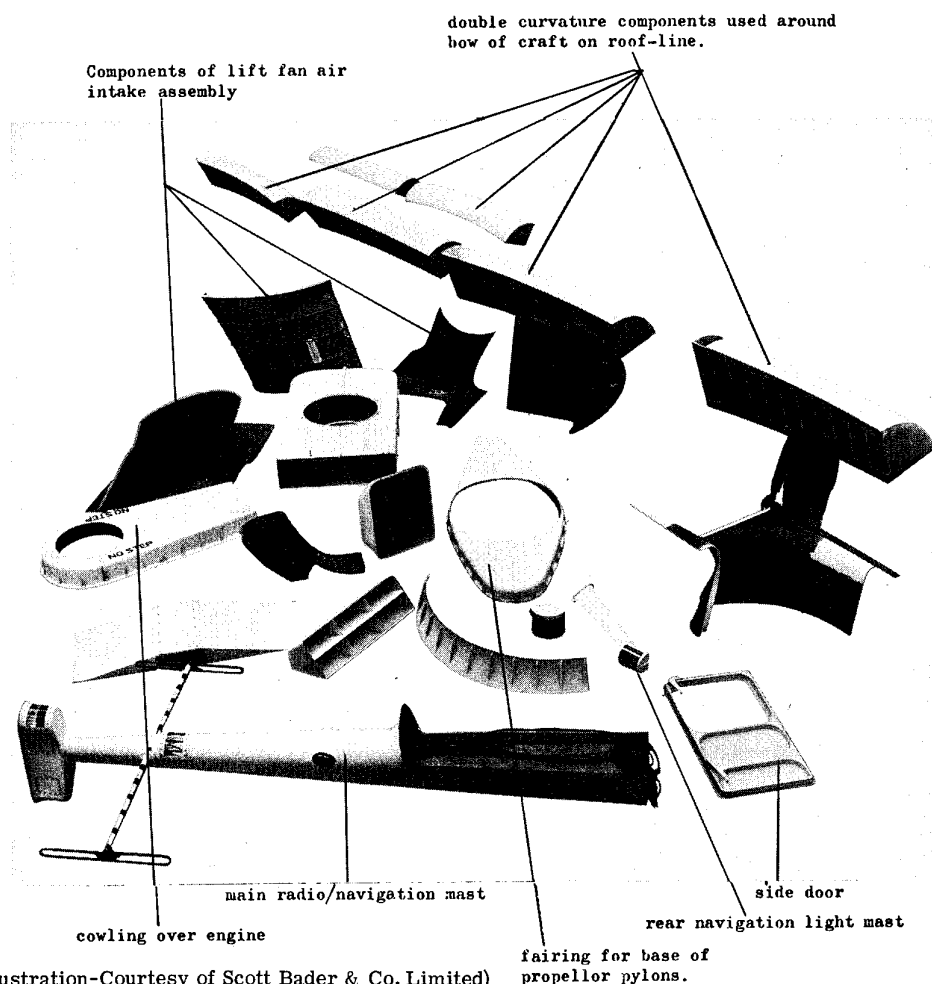 double curvature components used around
bow of craft on roof-line.
Components of lift fan air
intake assembly
NO STEP
NO STEP
main radio/navigation mast
side door
rear navigation light mast
cowling over engine
fairing for base of
propellor pylons.
ustration-Courtesy of Scott Bader & Co. Limited)